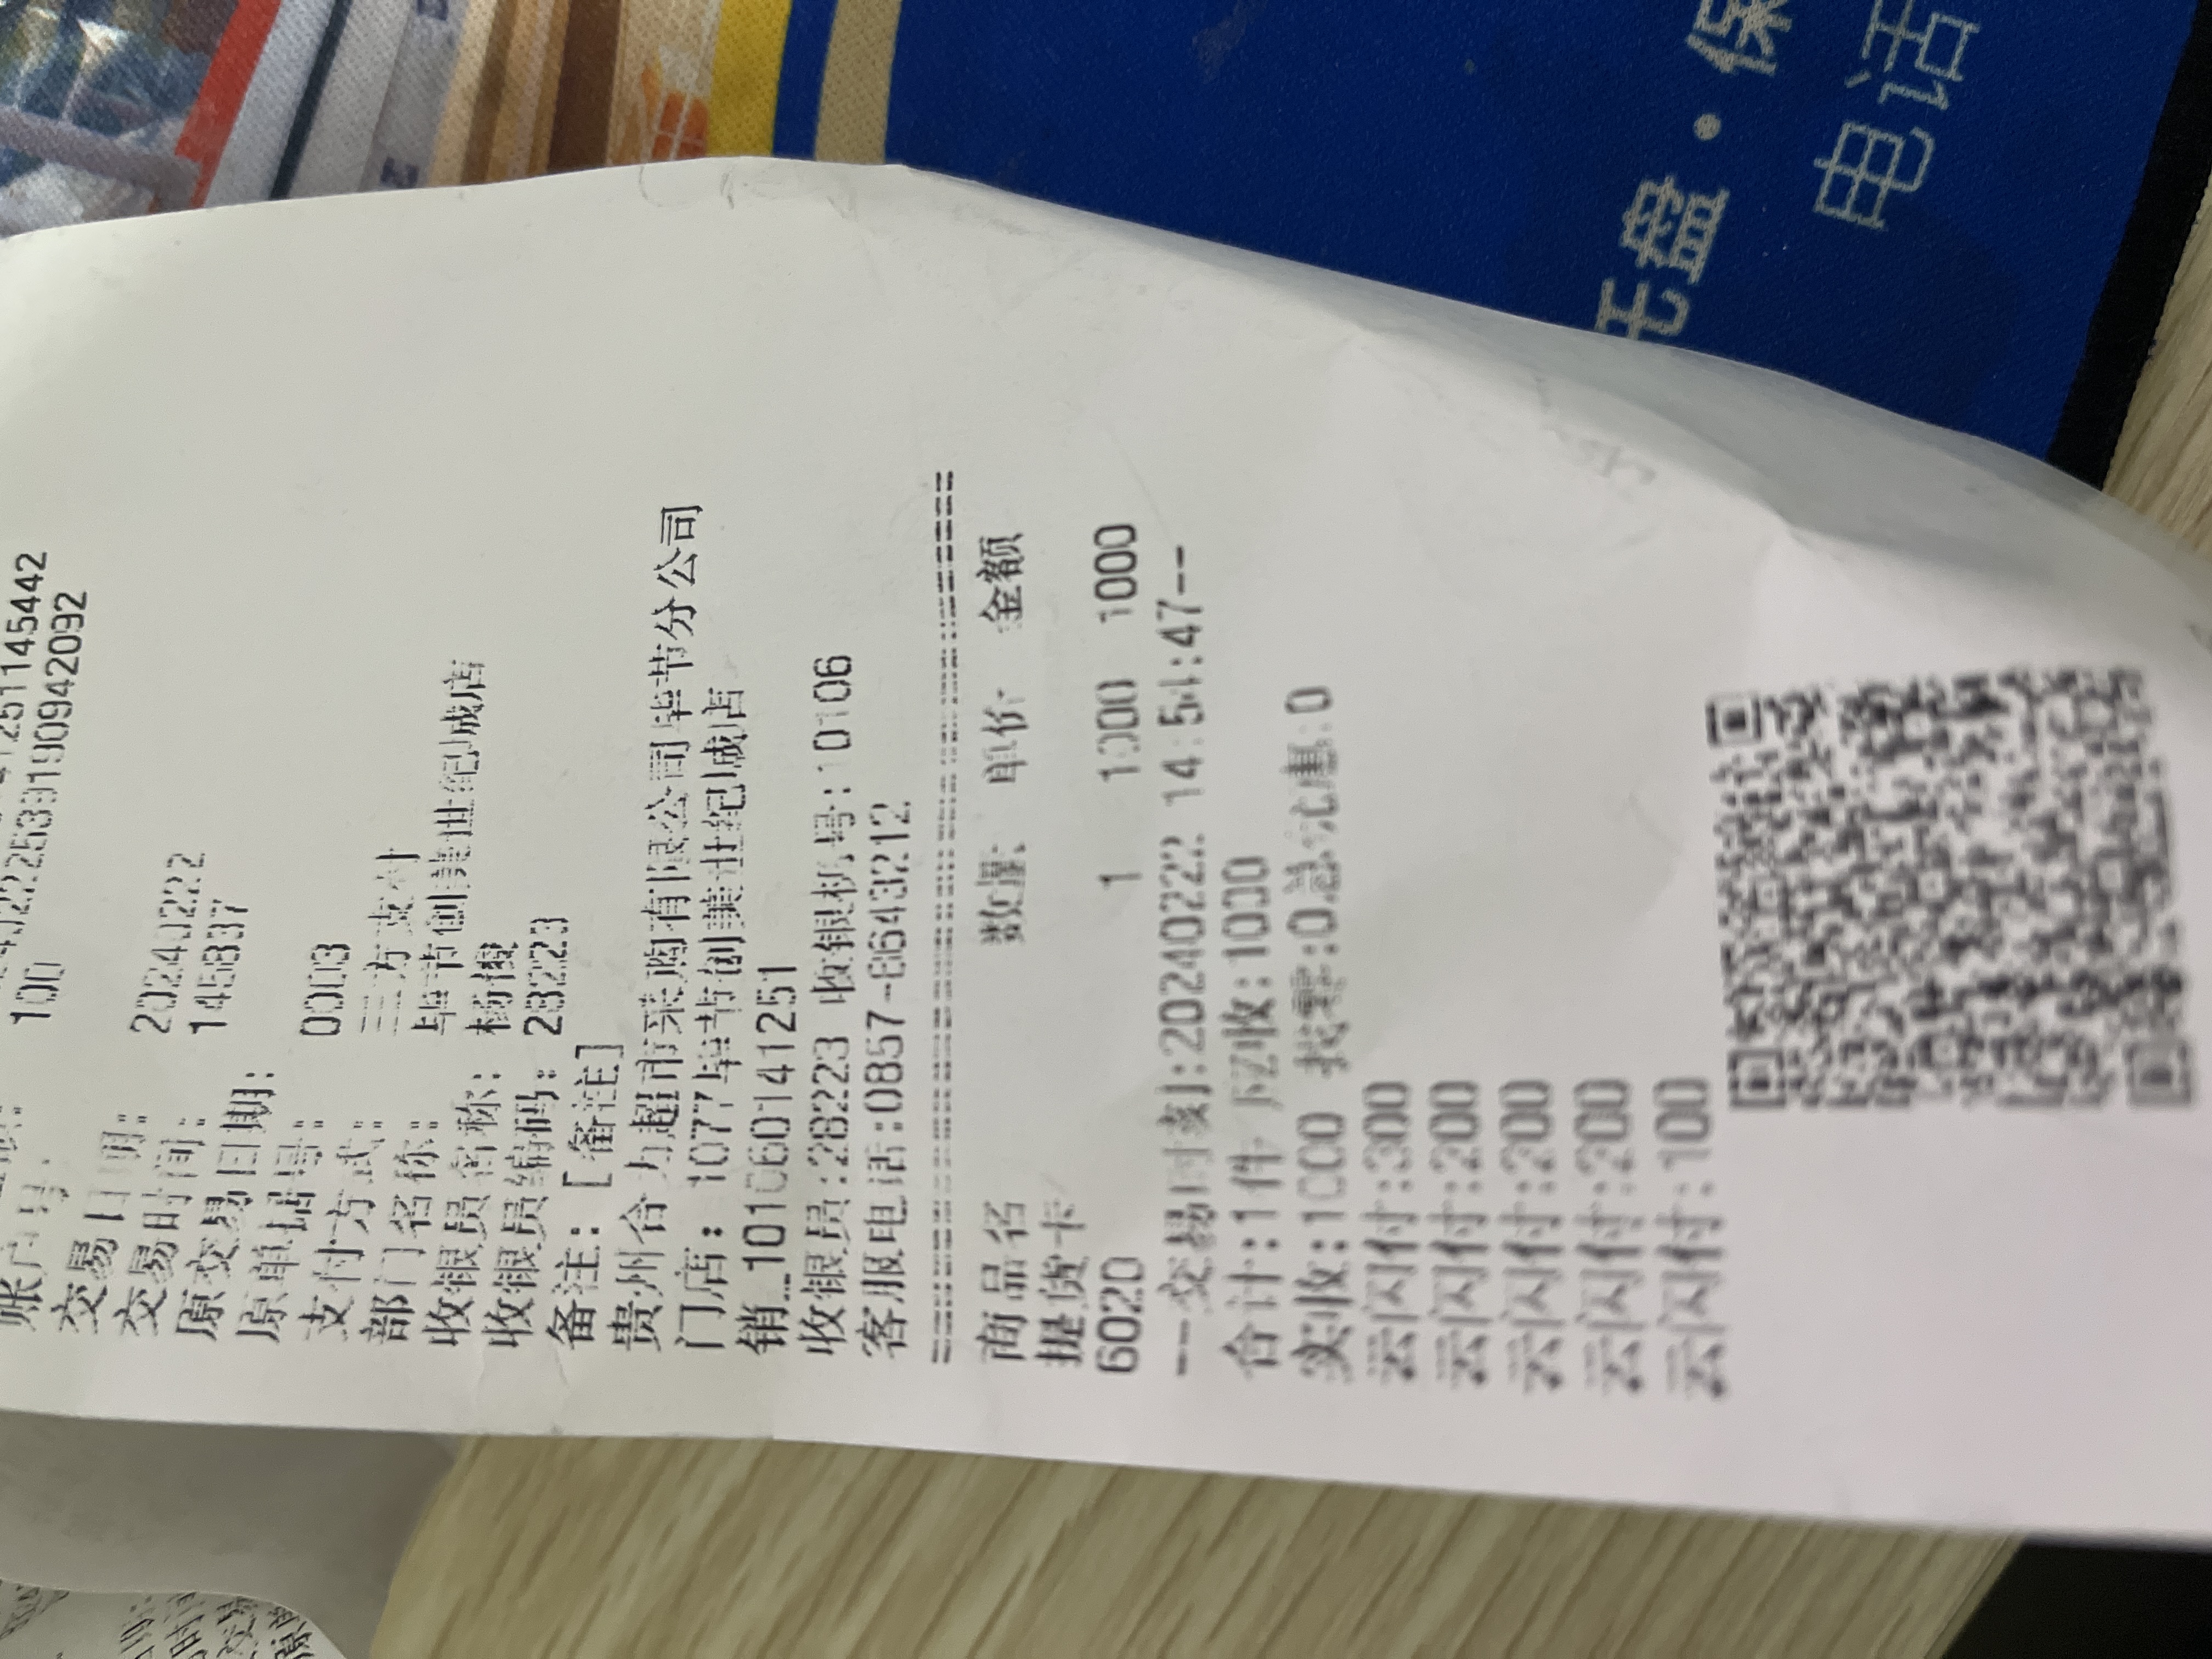 100
交易日期:
20240222
交易时间:
145837
原交易日期:
原单据号:
0003
支付方式:
三方支付
部门名称:
毕节创美世纪城店
收银员名称:
收银员编码:
28223
备注:[备注]
贵州合力超市采购有限公司毕节分公司
门店:1077毕节创美世纪城店
销_101060141251
收银员:28223 收银机号:10106
客服电话:0857-8643212
商品名 数量 单价 金额
提货卡
6020 1 1000 1000
--交易时刻:20240222 14:54:47--
合计:1件 应收:1000
实收:1000 找零:0总优惠:0
云闪付:300
云闪付:200
云闪付:200
云闪付:200
云闪付:100
托盘·保
电话